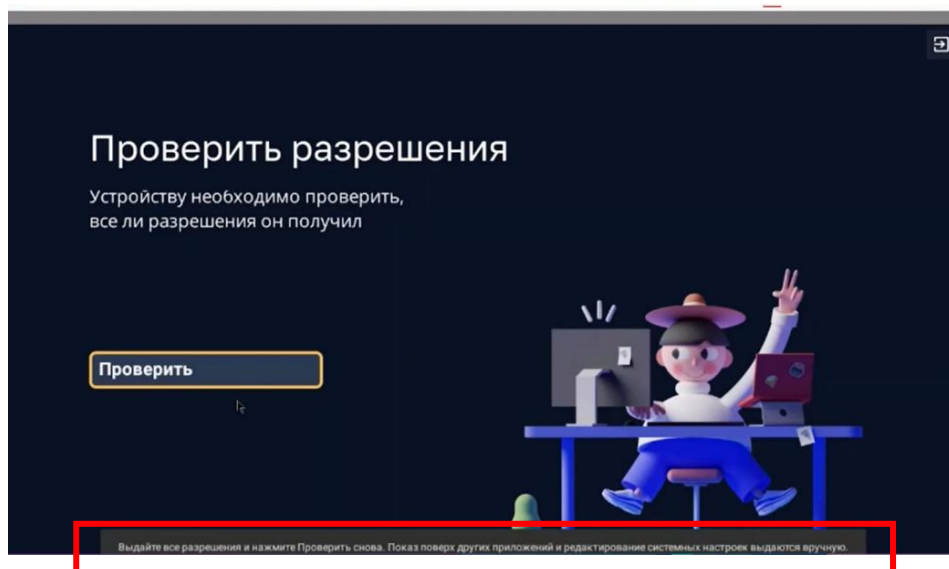 Проверить разрешения
Устройству необходимо проверить,
все ли разрешения он получил
Проверить
Выдайте все разрешения и нажмите Проверить снова. Показ поверх других приложений и редактирование системных настроек выдаются вручную.